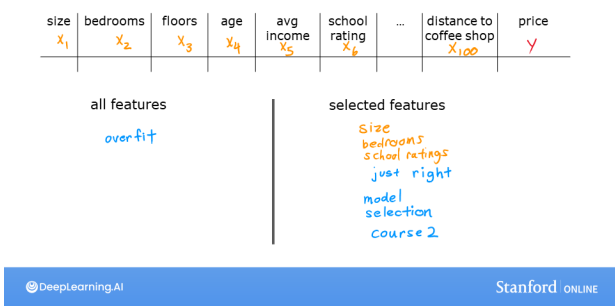 size bedrooms floors age avg income school rating ... distance to coffee shop price
x₁ x₂ x₃ x₄ x₅ x₆ x₁₀₀ y
all features
overfit
selected features
size
bedrooms
school ratings
just right
model
selection
course 2
DeepLearning.AI
Stanford ONLINE